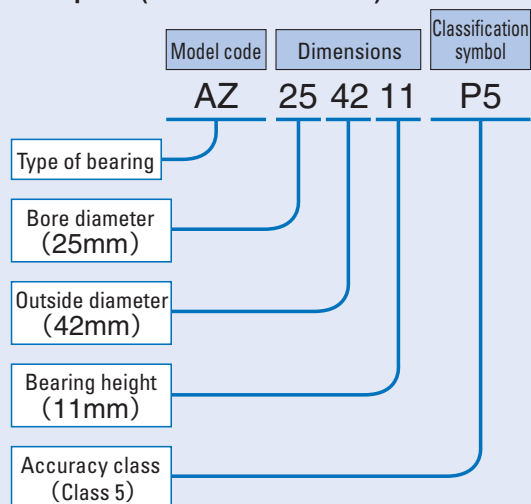 Model code
Dimensions
Classification
symbol
AZ 25 42 11 P5
Type of bearing
Bore diameter
(25mm)
Outside diameter
(42mm)
Bearing height
(11mm)
Accuracy class
(Class 5)